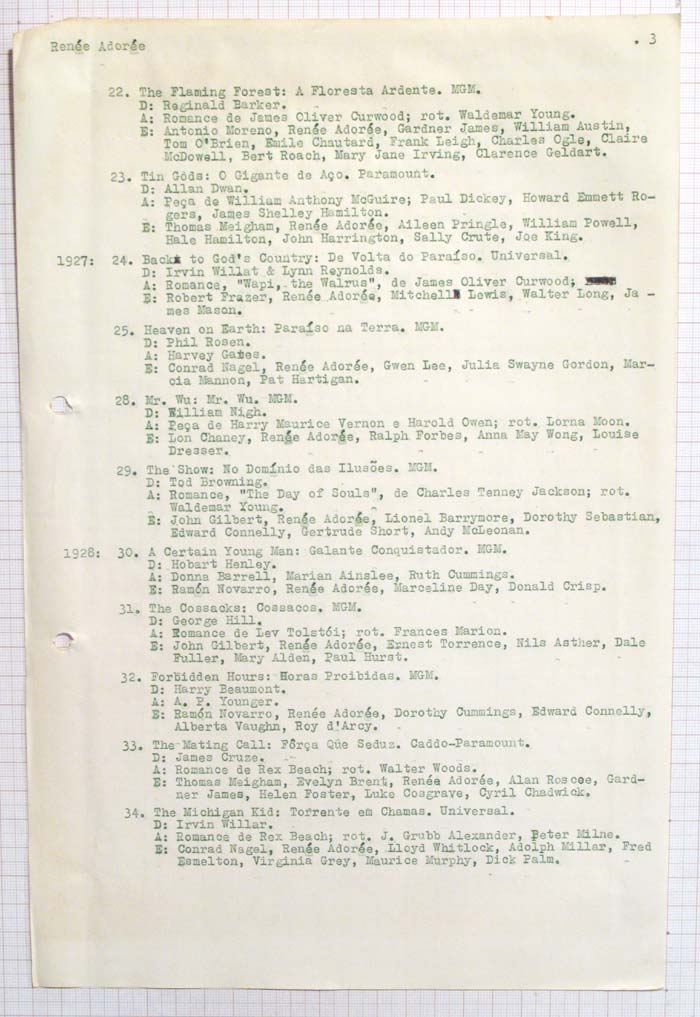 Renée Adorée . 3
22. The Flaming Forest: A Floresta Ardente. MGM.
D: Reginald Barker.
A: Romance de James Oliver Curwood; rot. Waldemar Young.
E: Antonio Moreno, Renée Adorée, Gardner James, William Austin,
Tom O'Brien, Emile Chautard, Frank Leigh, Charles Ogle, Claire
McDowell, Bert Roach, Mary Jane Irving, Clarence Geldart.
23. Tin Gods: O Gigante de Aço. Paramount.
D: Allan Dwan.
A: Peça de William Anthony McGuire; Paul Dickey, Howard Emmett Ro-
gers, James Shelley Hamilton.
E: Thomas Meigham, Renée Adorée, Aileen Pringle, William Powell,
Hale Hamilton, John Harrington, Sally Crute, Joe King.
1927: 24. Back to God's Country: De Volta do Paraíso. Universal.
D: Irvin Willat & Lynn Reynolds.
A: Romance, "Wapi, the Walrus", de James Oliver Curwood;
E: Robert Frazer, Renée Adorée, Mitchell Lewis, Walter Long, Ja -
mes Mason.
25. Heaven on Earth: Paraíso na Terra. MGM.
D: Phil Rosen.
A: Harvey Gates.
E: Conrad Nagel, Renée Adorée, Gwen Lee, Julia Swayne Gordon, Mar-
cia Mannon, Pat Hartigan.
28. Mr. Wu: Mr. Wu. MGM.
D: William Nigh.
A: Peça de Harry Maurice Vernon e Harold Owen; rot. Lorna Moon.
E: Lon Chaney, Renée Adorée, Ralph Forbes, Anna May Wong, Louise
Dresser.
29. The Show: No Domínio das Ilusões. MGM.
D: Tod Browning.
A: Romance, "The Day of Souls", de Charles Tenney Jackson; rot.
Waldemar Young.
E: John Gilbert, Renée Adorée, Lionel Barrymore, Dorothy Sebastian,
Edward Connelly, Gertrude Short, Andy McLeonan.
1928: 30. A Certain Young Man: Galante Conquistador. MGM.
D: Hobart Henley.
A: Donna Barrell, Marian Ainslee, Ruth Cummings.
E: Ramón Novarro, Renée Adorée, Marceline Day, Donald Crisp.
31. The Cossacks: Cossacos. MGM.
D: George Hill.
A: Romance de Lev Tolstói; rot. Frances Marion.
E: John Gilbert, Renée Adorée, Ernest Torrence, Nils Asther, Dale
Fuller, Mary Alden, Paul Hurst.
32. Forbidden Hours: Horas Proibidas. MGM.
D: Harry Beaumont.
A: A. P. Younger.
E: Ramón Novarro, Renée Adorée, Dorothy Cummings, Edward Connelly,
Alberta Vaughn, Roy d'Arcy.
33. The Mating Call: Fôrça Que Seduz. Caddo-Paramount.
D: James Cruze.
A: Romance de Rex Beach; rot. Walter Woods.
E: Thomas Meigham, Evelyn Brent, Renée Adorée, Alan Roscoe, Gard-
ner James, Helen Foster, Luke Cosgrave, Cyril Chadwick.
34. The Michigan Kid: Torrente em Chamas. Universal.
D: Irvin Willar.
A: Romance de Rex Beach; rot. J. Grubb Alexander, Peter Milne.
E: Conrad Nagel, Renée Adorée, Lloyd Whitlock, Adolph Millar, Fred
Esmelton, Virginia Grey, Maurice Murphy, Dick Palm.